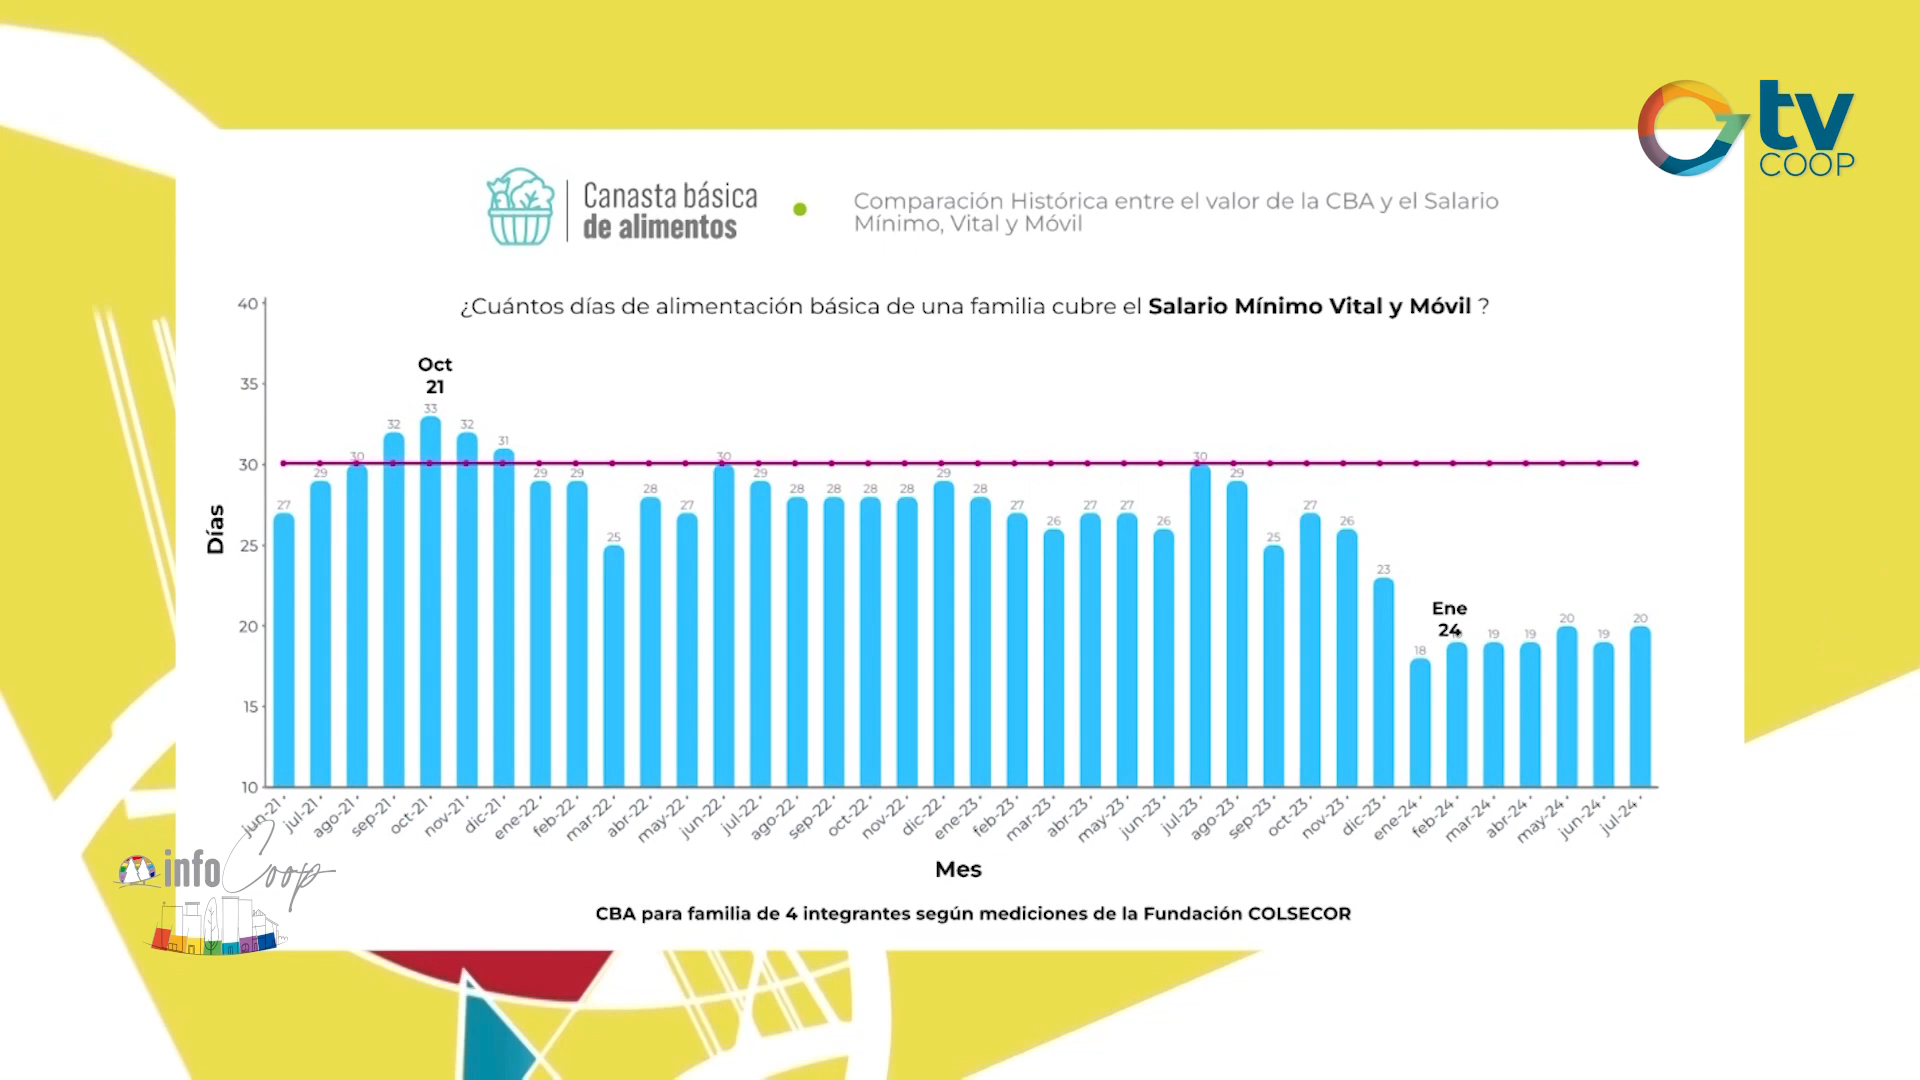 tv
COOP
Canasta básica
de alimentos
Comparación Histórica entre el valor de la CBA y el Salario
Mínimo, Vital y Móvil
¿Cuántos días de alimentación básica de una familia cubre el Salario Mínimo Vital y Móvil ?
40
35
30
25
20
15
10
Días
Oct
21
Ene
24
27
29
30
32
33
32
31
29
29
25
28
27
30
29
28
28
28
28
29
28
27
26
27
27
26
30
29
25
27
26
23
18
19
19
20
19
20
jun-21
jul-21
ago-21
sep-21
oct-21
nov-21
dic-21
ene-22
feb-22
mar-22
abr-22
may-22
jun-22
jul-22
ago-22
sep-22
oct-22
nov-22
dic-22
ene-23
feb-23
mar-23
abr-23
may-23
jun-23
jul-23
ago-23
sep-23
oct-23
nov-23
dic-23
ene-24
feb-24
mar-24
abr-24
may-24
jun-24
jul-24
Mes
CBA para familia de 4 integrantes según mediciones de la Fundación COLSECOR
info Coop